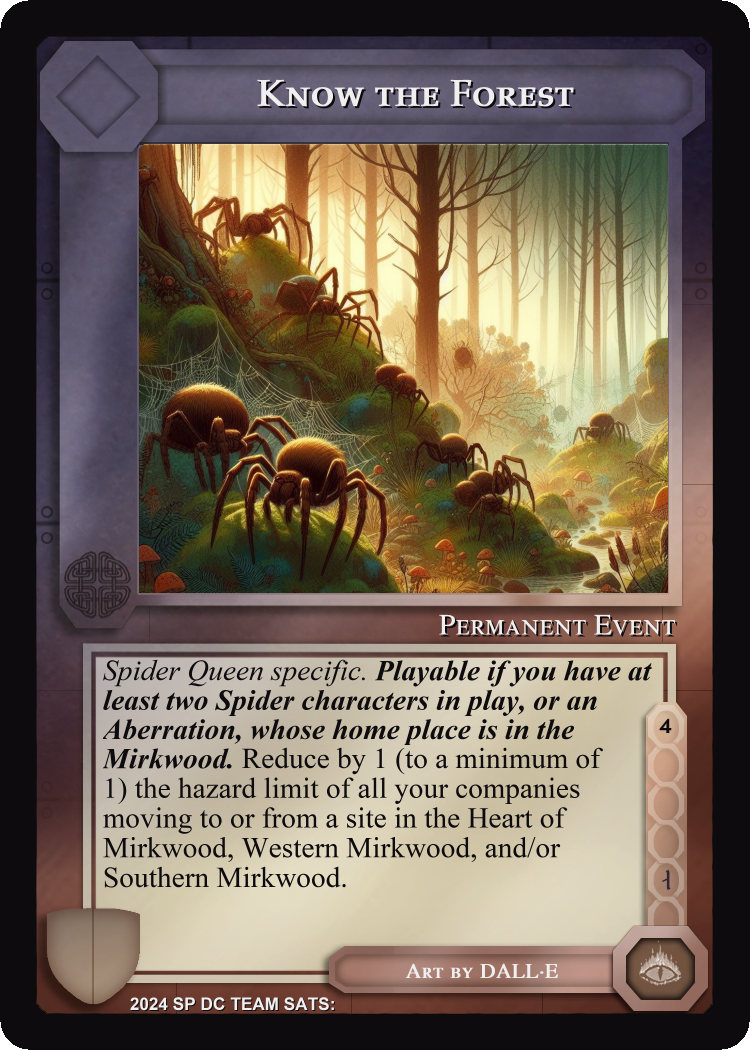 Know the Forest
Permanent Event
Spider Queen specific. Playable if you have at
least two Spider characters in play, or an
Aberration, whose home place is in the
Mirkwood. Reduce by 1 (to a minimum of
1) the hazard limit of all your companies
moving to or from a site in the Heart of
Mirkwood, Western Mirkwood, and/or
Southern Mirkwood.
4
Art by DALL·E
2024 SP DC TEAM SATS: